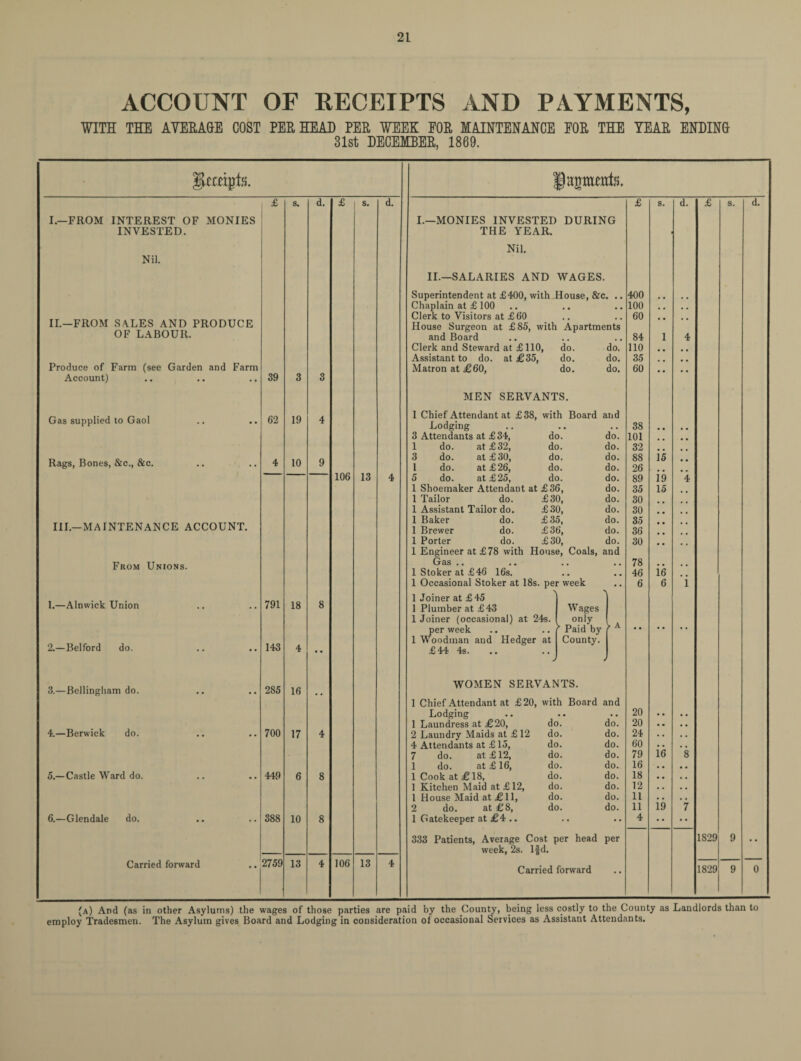 21
ACCOUNT OF RECEIPTS AND PAYMENTS,
WITH THE AVERAGE COST PER HEAD PER WEEK FOR MAINTENANCE FOR THE YEAR ENDING
31st DECEMBER, 1869.
Receipts.
£ s. d. £ s. d.
I.—FROM INTEREST OF MONIES
INVESTED.
Nil.
II.—FROM SALES AND PRODUCE
OF LABOUR.
Produce of Farm (see Garden and Farm
Account) .. .. .. 39 3 3
Gas supplied to Gaol .. .. 62 19 4
Rags, Bones, &c., &c. .. .. 4 10 9
106 13 4
III.—MAINTENANCE ACCOUNT.
From Unions.
1.—Alnwick Union .. .. 791 18 8
2.—Belford do. .. .. 143 4 ..
3.—Bellingham do. .. .. 285 16 ..
4.—Berwick do. .. .. 700 17 4
5.—Castle Ward do. .. .. 449 6 8
6.—Glendale do. .. .. 388 10 8
Carried forward .. 2759 13 4 106 13 4
Payments.
£ s. d. £ s. d.
I.—MONIES INVESTED DURING
THE YEAR.
Nil.
II.—SALARIES AND WAGES.
Superintendent at £400, with House, &c. .. 400 .. ..
Chaplain at £100 .. .. .. 100 .. ..
Clerk to Visitors at £60 .. .. 60 .. ..
House Surgeon at £85, with Apartments
and Board .. .. .. 84 1 4
Clerk and Steward at £110, do. do. 110 .. ..
Assistant to do. at £35, do. do. 35 .. ..
Matron at £60, do. do. 60 .. ..
MEN SERVANTS.
1 Chief Attendant at £38, with Board and
Lodging .. .. .. 38 .. ..
3 Attendants at £34, do. do. 101 .. ..
1 do. at £32, do. do. 32 .. ..
3 do. at £30, do. do. 88 15 ..
1 do. at £26, do. do. 26 .. ..
5 do. at £25, do. do. 89 19 4
1 Shoemaker Attendant at £36, do. 35 15 ..
1 Tailor do. £30, do. 30 .. ..
1 Assistant Tailor do. £30, do. 30 .. ..
1 Baker do. £35, do. 35 .. ..
1 Brewer do. £36, do. 36 .. ..
1 Porter do. £30, do. 30 .. ..
1 Engineer at £78 with House, Coals, and
Gas .. .. .. .. 78 .. ..
1 Stoker at £46 16s. .. .. 46 16 ..
1 Occasional Stoker at 18s. per week .. 6 6 1
1 Joiner at £45
1 Plumber at £43 Wages
1 Joiner (occasional) at 24s. only
per week .. .. Paid by A .. .. ..
1 Woodman and Hedger at County.
£44 4s. .. ..
WOMEN SERVANTS.
1 Chief Attendant at £20, with Board and
Lodging .. .. .. 20 .. ..
1 Laundress at £20, do. do. 20 .. ..
2 Laundry Maids at £12 do. do. 24 .. ..
4 Attendants at £15, do. do. 60 .. ..
7 do. at £12, do. do. 79 16 8
1 do. at £16, do. do. 16 .. ..
1 Cook at £18, do. do. 18 .. ..
1 Kitchen Maid at £12, do. do. 12 .. ..
1 House Maid at £11, do. do. 11 .. ..
2 do. at £8, do. do. 11 19 7
1 Gatekeeper at £4 .. .. .. 4 .. ..
333 Patients, Average Cost per head per 1829 9 ..
week, 2s. 1⅜d.
Carried forward .. 1829 9 0
(A) And (as in other Asylums) the wages of those parties are paid by the County, being less costly to the County as Landlords than to
employ Tradesmen. The Asylum gives Board and Lodging in consideration of occasional Services as Assistant Attendants.